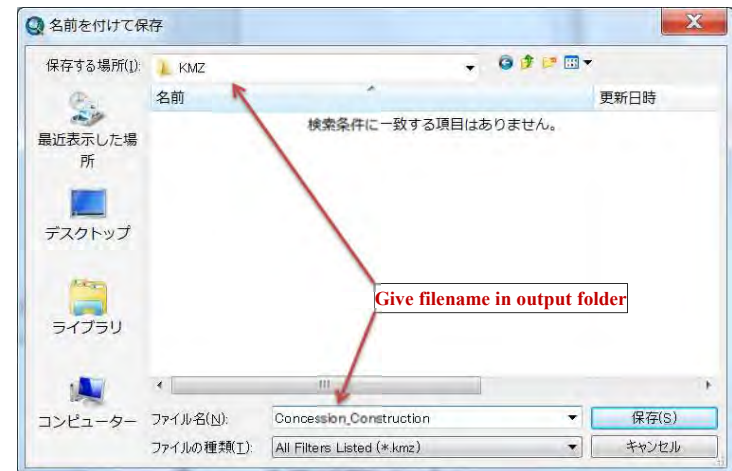 名前を付けて保存
保存する場所(I):
KMZ
名前
更新日時
検索条件に一致する項目はありません。
最近表示した場
所
デスクトップ
Give filename in output folder
ライブラリ
コンピューター
ファイル名(N):
Concession_Construction
保存(S)
ファイルの種類(T):
All Filters Listed (*.kmz)
キャンセル